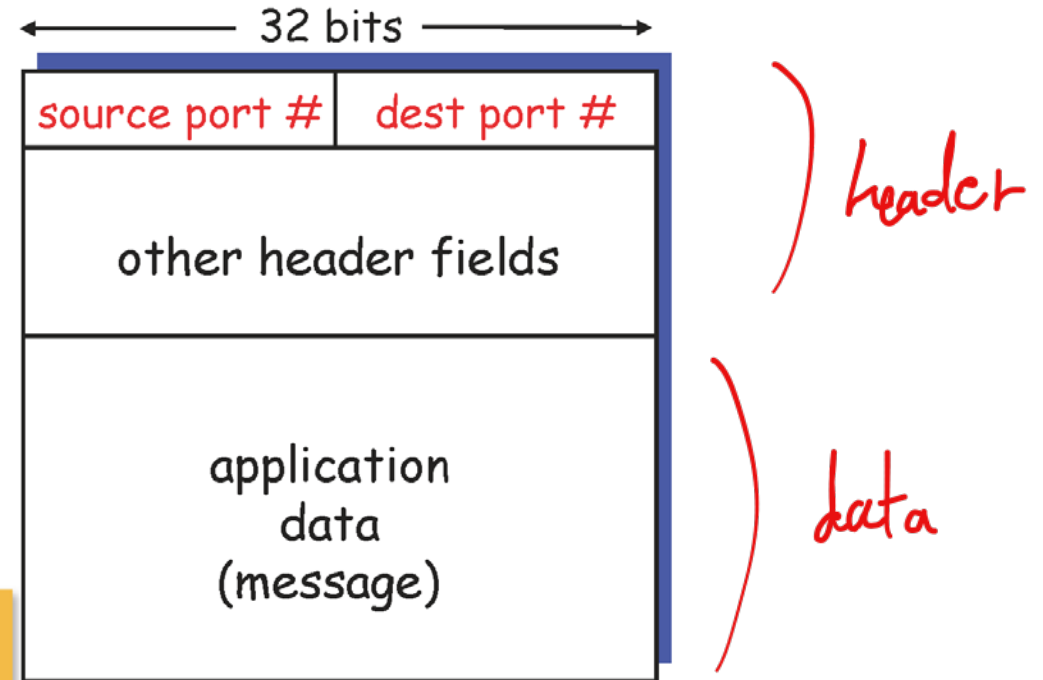 32 bits
source port # dest port #
header
other header fields
application
data
data
(message)